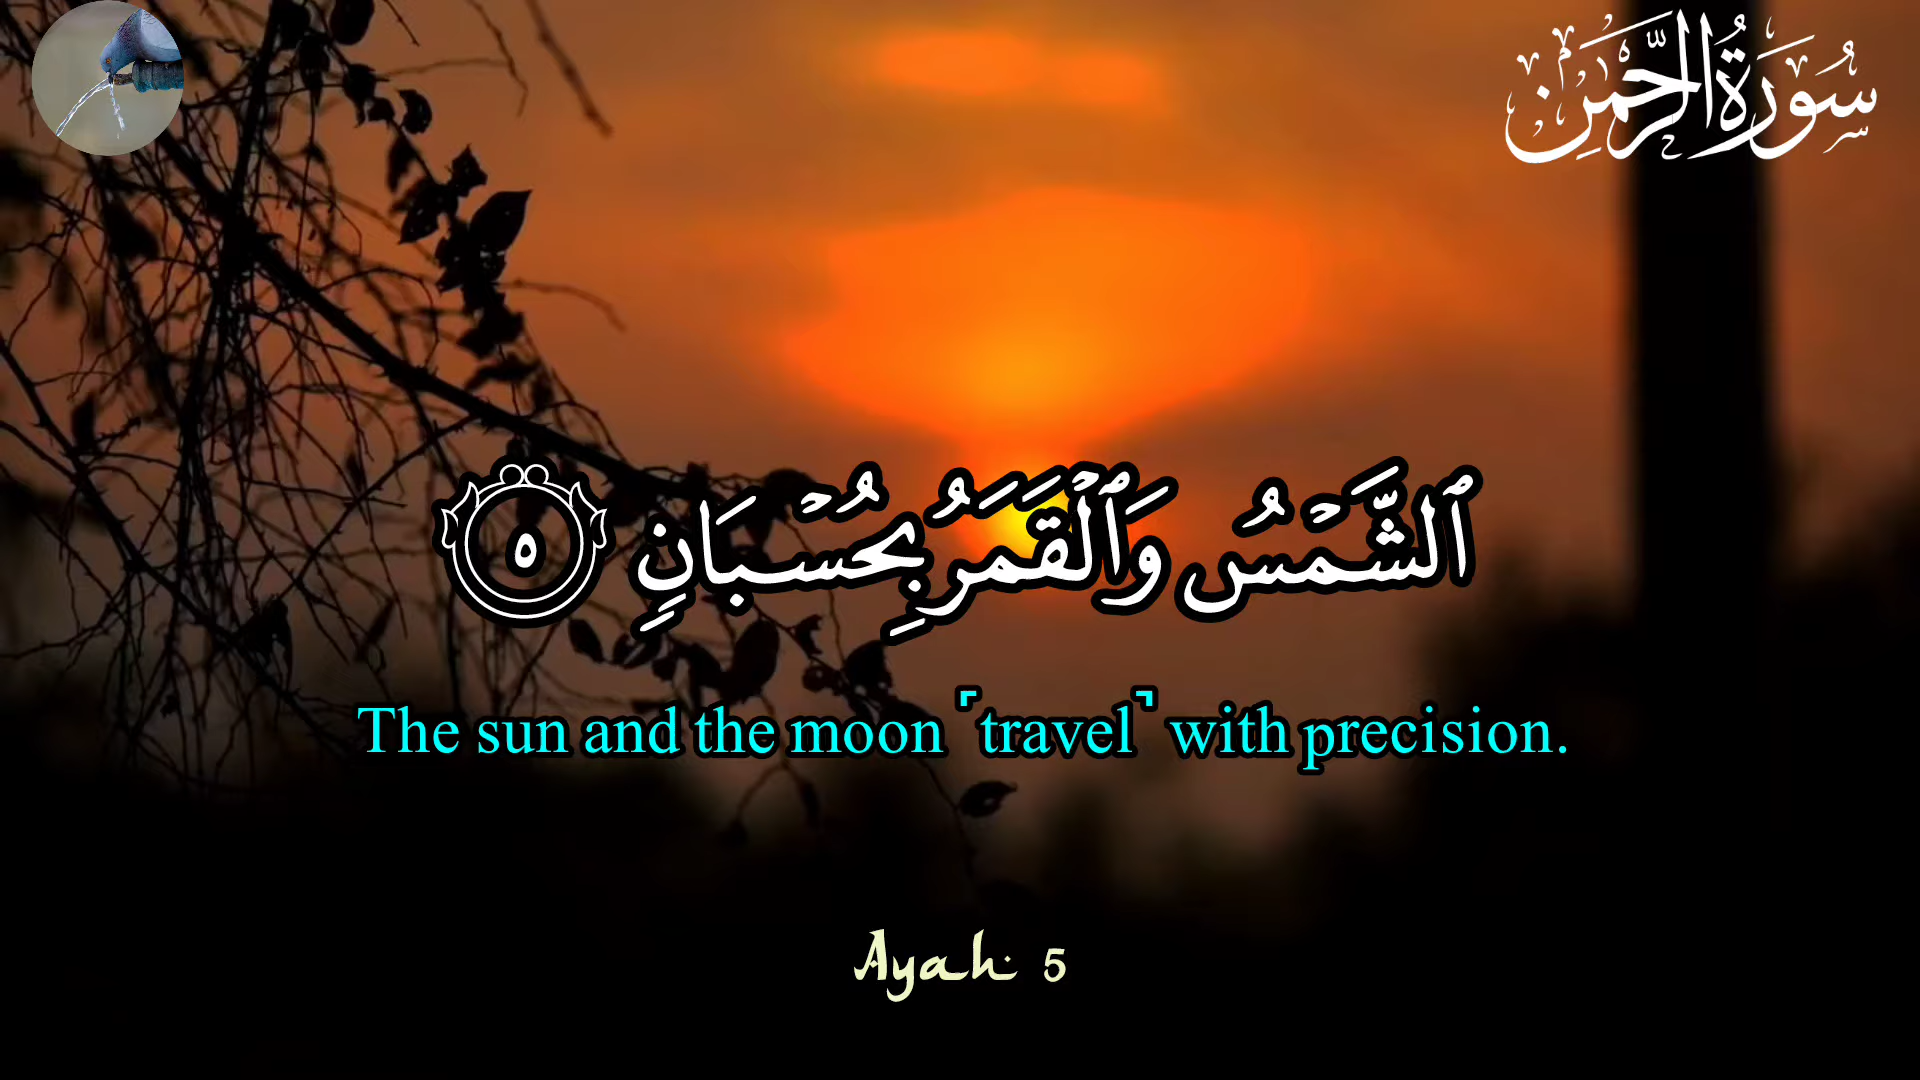 سُورَةُ الرَّحْمَٰنِ
ٱلشَّمْسُ وَٱلْقَمَرُ بِحُسْبَانٍ ٥
The sun and the moon ⸢travel⸣ with precision.
Ayah 5